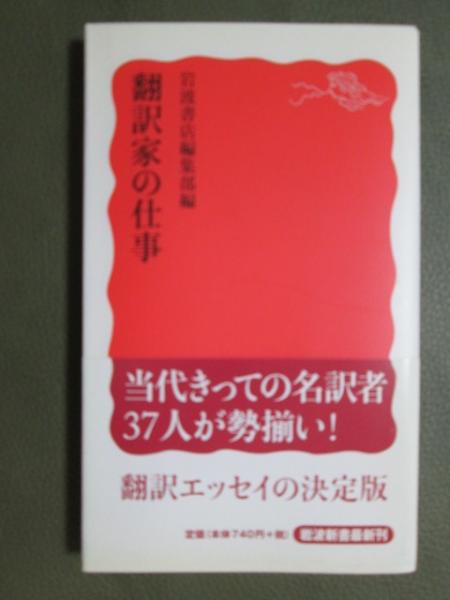 翻訳家の仕事
岩波書店編集部編
当代きっての名訳者
37人が勢揃い!
翻訳エッセイの決定版
定価(本体740円+税)
岩波新書最新刊